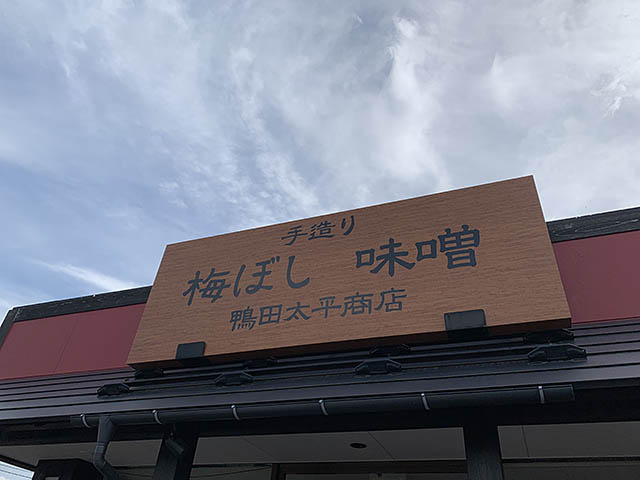 手造り
梅ぼし 味噌
鴨田太平商店